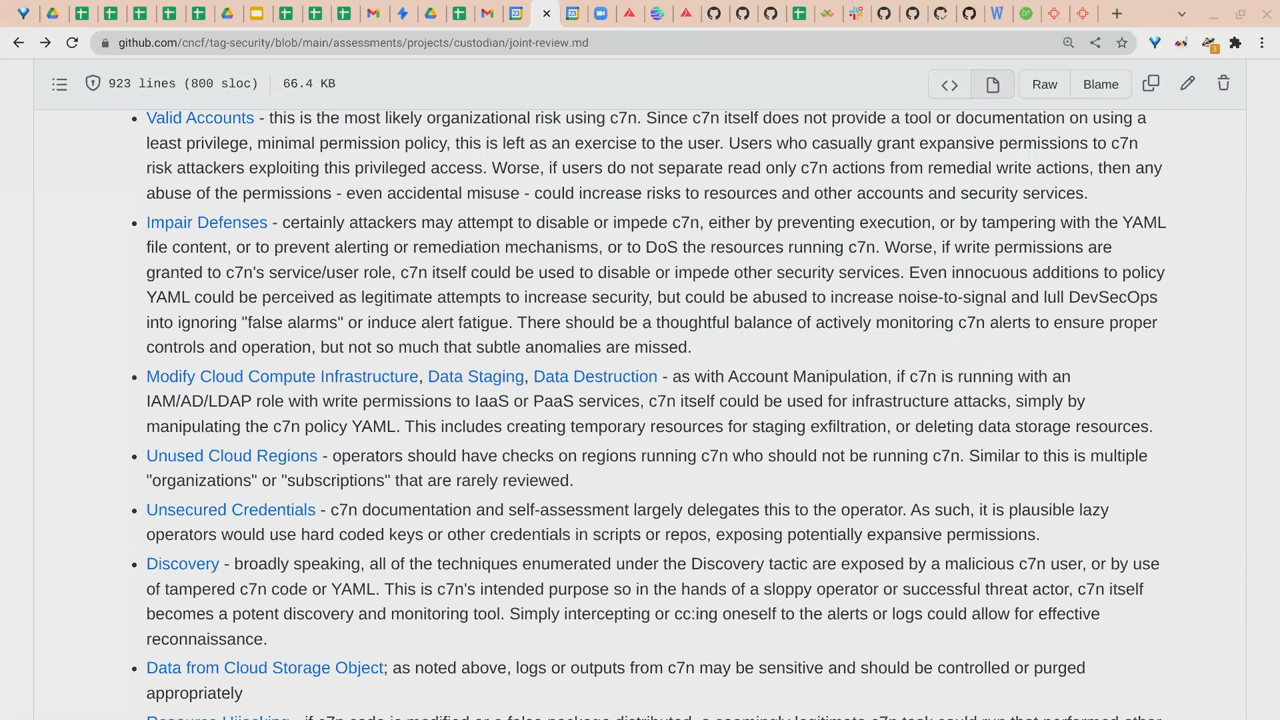 github.com/cncf/tag-security/blob/main/assessments/projects/custodian/joint-review.md
923 lines (800 sloc) 66.4 KB
Raw Blame
• Valid Accounts - this is the most likely organizational risk using c7n. Since c7n itself does not provide a tool or documentation on using a
least privilege, minimal permission policy, this is left as an exercise to the user. Users who casually grant expansive permissions to c7n
risk attackers exploiting this privileged access. Worse, if users do not separate read only c7n actions from remedial write actions, then any
abuse of the permissions - even accidental misuse - could increase risks to resources and other accounts and security services.
• Impair Defenses - certainly attackers may attempt to disable or impede c7n, either by preventing execution, or by tampering with the YAML
file content, or to prevent alerting or remediation mechanisms, or to DoS the resources running c7n. Worse, if write permissions are
granted to c7n's service/user role, c7n itself could be used to disable or impede other security services. Even innocuous additions to policy
YAML could be perceived as legitimate attempts to increase security, but could be abused to increase noise-to-signal and lull DevSecOps
into ignoring "false alarms" or induce alert fatigue. There should be a thoughtful balance of actively monitoring c7n alerts to ensure proper
controls and operation, but not so much that subtle anomalies are missed.
• Modify Cloud Compute Infrastructure, Data Staging, Data Destruction - as with Account Manipulation, if c7n is running with an
IAM/AD/LDAP role with write permissions to IaaS or PaaS services, c7n itself could be used for infrastructure attacks, simply by
manipulating the c7n policy YAML. This includes creating temporary resources for staging exfiltration, or deleting data storage resources.
• Unused Cloud Regions - operators should have checks on regions running c7n who should not be running c7n. Similar to this is multiple
"organizations" or "subscriptions" that are rarely reviewed.
• Unsecured Credentials - c7n documentation and self-assessment largely delegates this to the operator. As such, it is plausible lazy
operators would use hard coded keys or other credentials in scripts or repos, exposing potentially expansive permissions.
• Discovery - broadly speaking, all of the techniques enumerated under the Discovery tactic are exposed by a malicious c7n user, or by use
of tampered c7n code or YAML. This is c7n's intended purpose so in the hands of a sloppy operator or successful threat actor, c7n itself
becomes a potent discovery and monitoring tool. Simply intercepting or cc:ing oneself to the alerts or logs could allow for effective
reconnaissance.
• Data from Cloud Storage Object; as noted above, logs or outputs from c7n may be sensitive and should be controlled or purged
appropriately
• Resource Hijacking - if c7n code is modified or a false package distributed, a seemingly legitimate c7n task could run that performed other